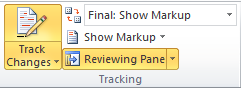 Track Changes
Final: Show Markup
Show Markup
Reviewing Pane
Tracking